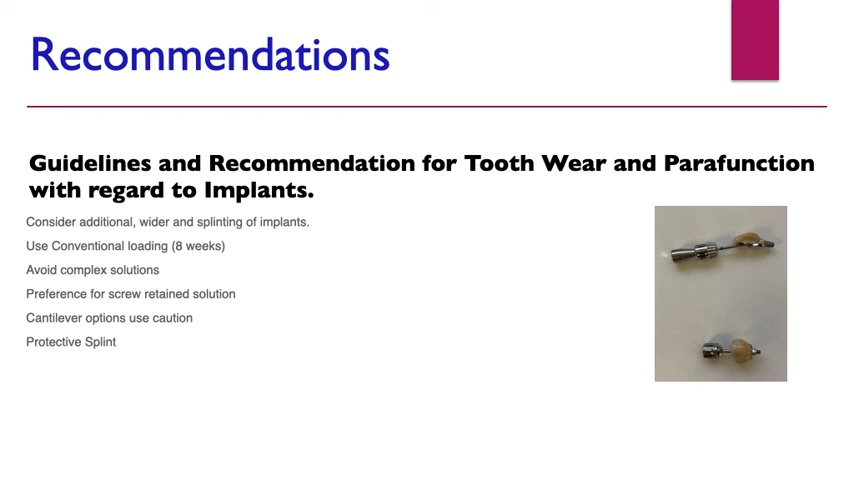 Recommendations
Guidelines and Recommendation for Tooth Wear and Parafunction
with regard to Implants.
Consider additional, wider and splinting of implants.
Use Conventional loading (8 weeks)
Avoid complex solutions
Preference for screw retained solution
Cantilever options use caution
Protective Splint